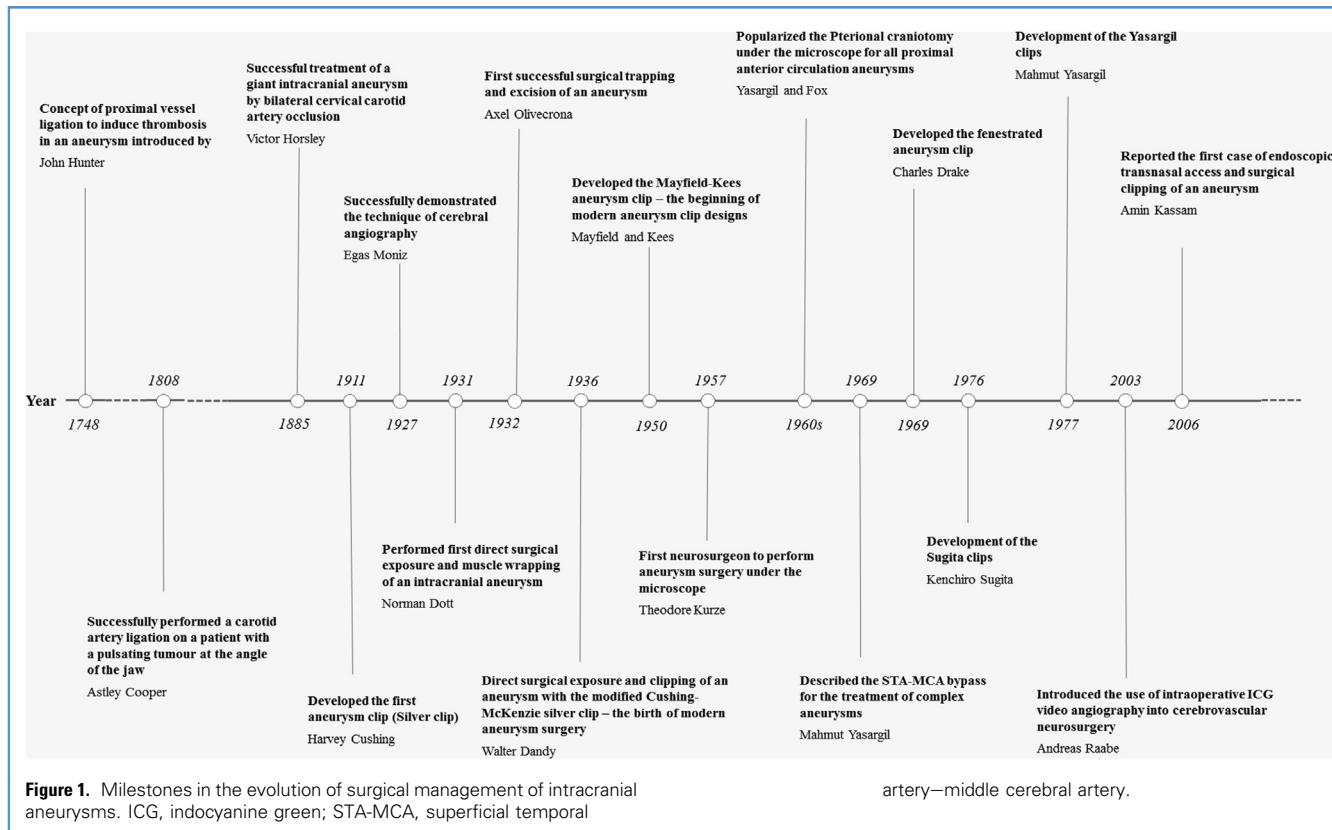 Concept of proximal vessel
ligation to induce thrombosis
in an aneurysm introduced by
John Hunter
Successful treatment of a
giant intracranial aneurysm
by bilateral cervical carotid
artery occlusion
Victor Horsley
Successfully demonstrated
the technique of cerebral
angiography
Egas Moniz
First successful surgical trapping
and excision of an aneurysm
Axel Olivecrona
Developed the Mayfield-Kees
aneurysm clip – the beginning of
modern aneurysm clip designs
Mayfield and Kees
Popularized the Pterional craniotomy
under the microscope for all proximal
anterior circulation aneurysms
Yasargil and Fox
Developed the fenestrated
aneurysm clip
Charles Drake
Development of the Yasargil
clips
Mahmut Yasargil
Reported the first case of endoscopic
transnasal access and surgical
clipping of an aneurysm
Amin Kassam
1808 1911 1931 1936 1957 1969 1976 2003
Year
1748 1885 1927 1932 1950 1960s 1969 1977 2006
Successfully performed a carotid
artery ligation on a patient with
a pulsating tumour at the angle
of the jaw
Astley Cooper
Developed the first
aneurysm clip (Silver clip)
Harvey Cushing
Performed first direct surgical
exposure and muscle wrapping
of an intracranial aneurysm
Norman Dott
Direct surgical exposure and clipping of an
aneurysm with the modified Cushing-
McKenzie silver clip – the birth of modern
aneurysm surgery
Walter Dandy
First neurosurgeon to perform
aneurysm surgery under the
microscope
Theodore Kurze
Described the STA-MCA bypass
for the treatment of complex
aneurysms
Mahmut Yasargil
Development of the
Sugita clips
Kenchiro Sugita
Introduced the use of intraoperative ICG
video angiography into cerebrovascular
neurosurgery
Andreas Raabe
Figure 1. Milestones in the evolution of surgical management of intracranial
aneurysms. ICG, indocyanine green; STA-MCA, superficial temporal
artery–middle cerebral artery.